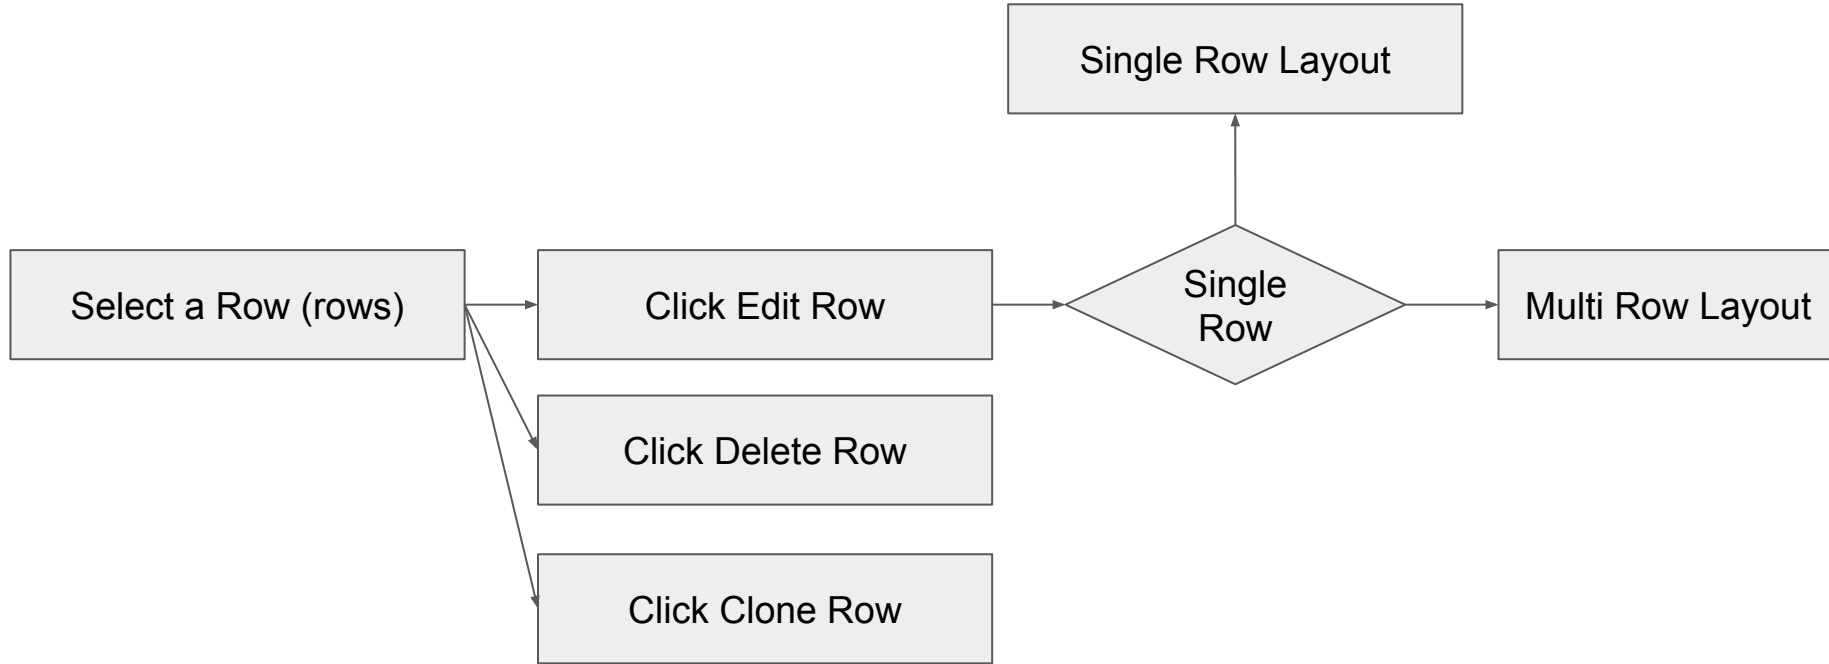 Single Row Layout
Select a Row (rows)
Click Edit Row
Single
Row
Multi Row Layout
Click Delete Row
Click Clone Row